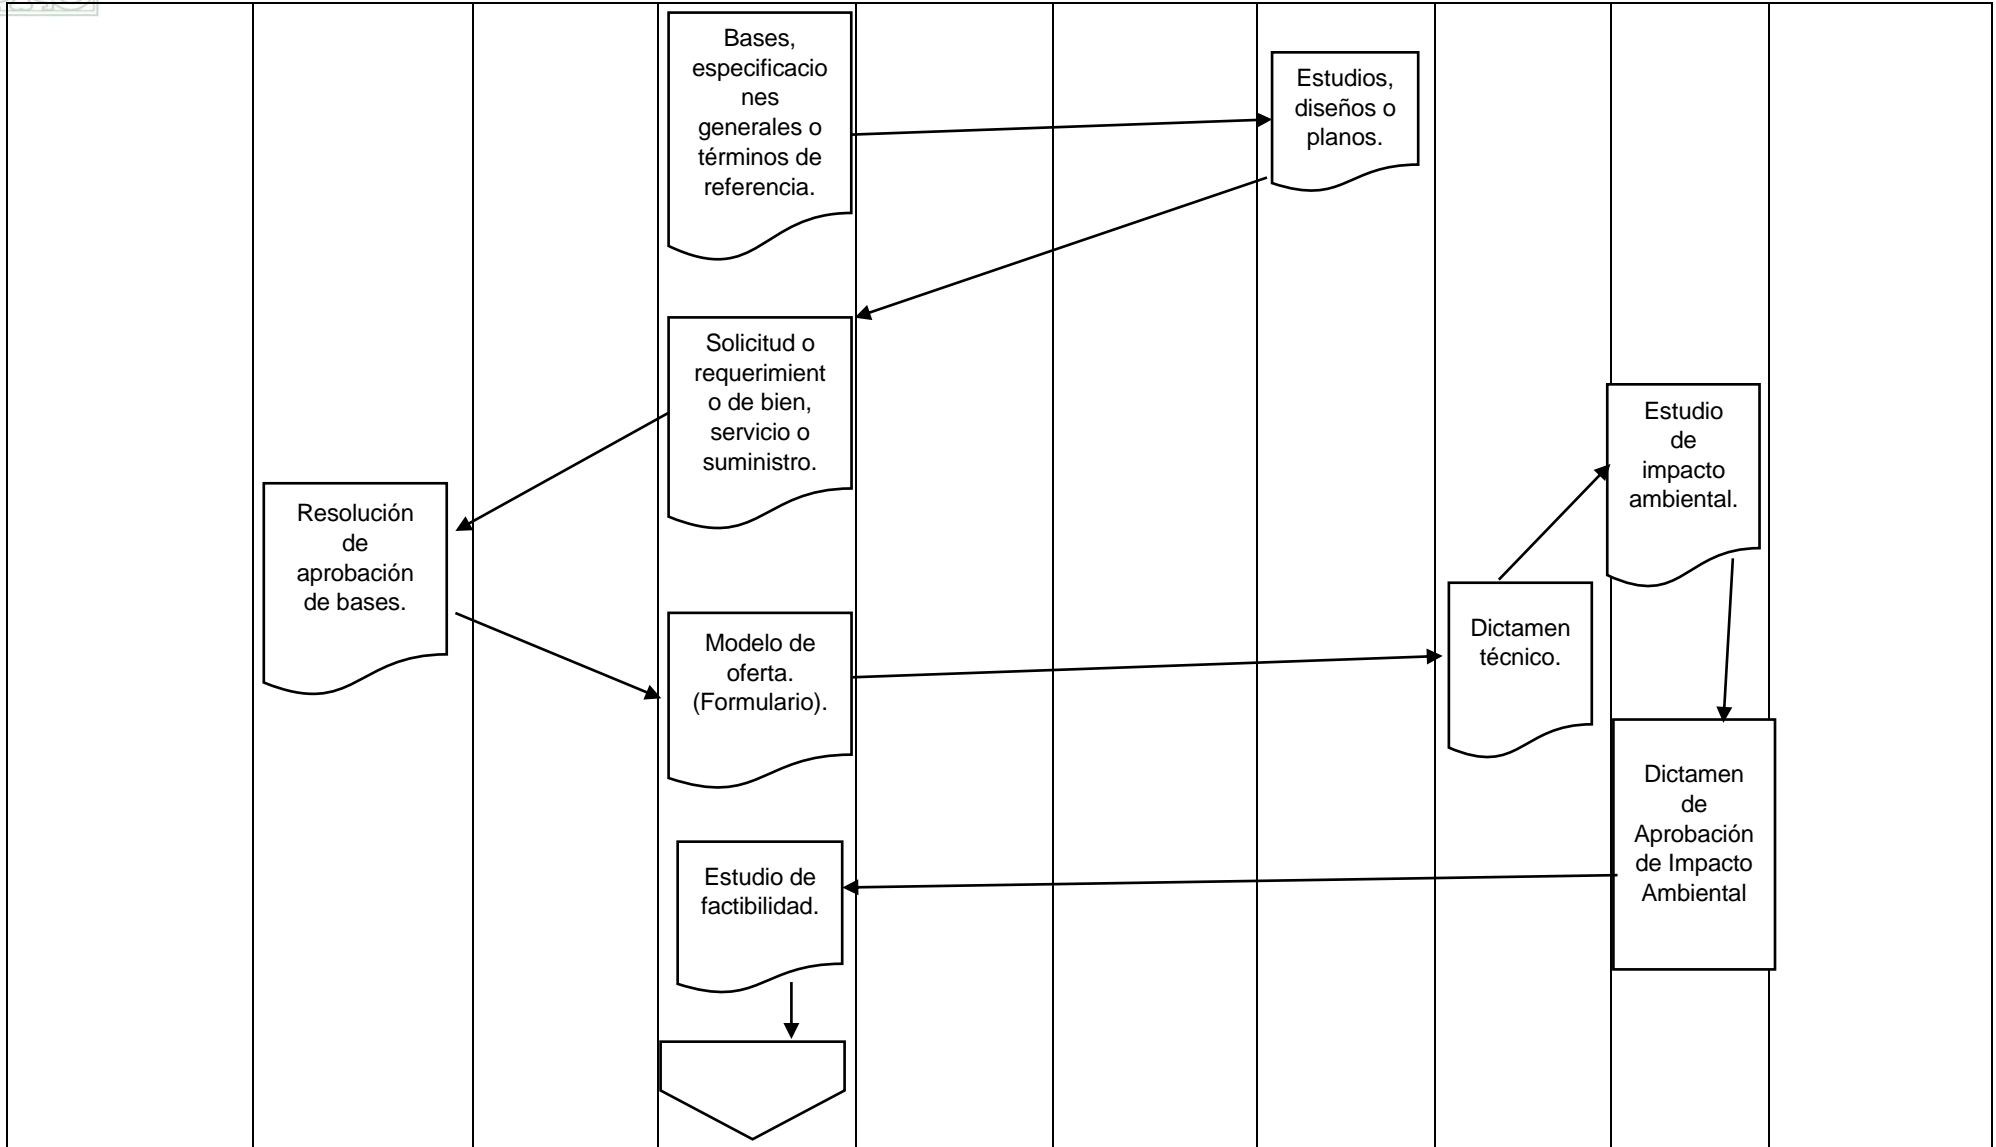 Bases,
especificacio
nes
generales o
términos de
referencia.
Estudios,
diseños o
planos.
Solicitud o
requerimient
o de bien,
servicio o
suministro.
Estudio
de
impacto
ambiental.
Resolución
de
aprobación
de bases.
Modelo de
oferta.
(Formulario).
Dictamen
técnico.
Dictamen
de
Aprobación
de Impacto
Ambiental
Estudio de
factibilidad.